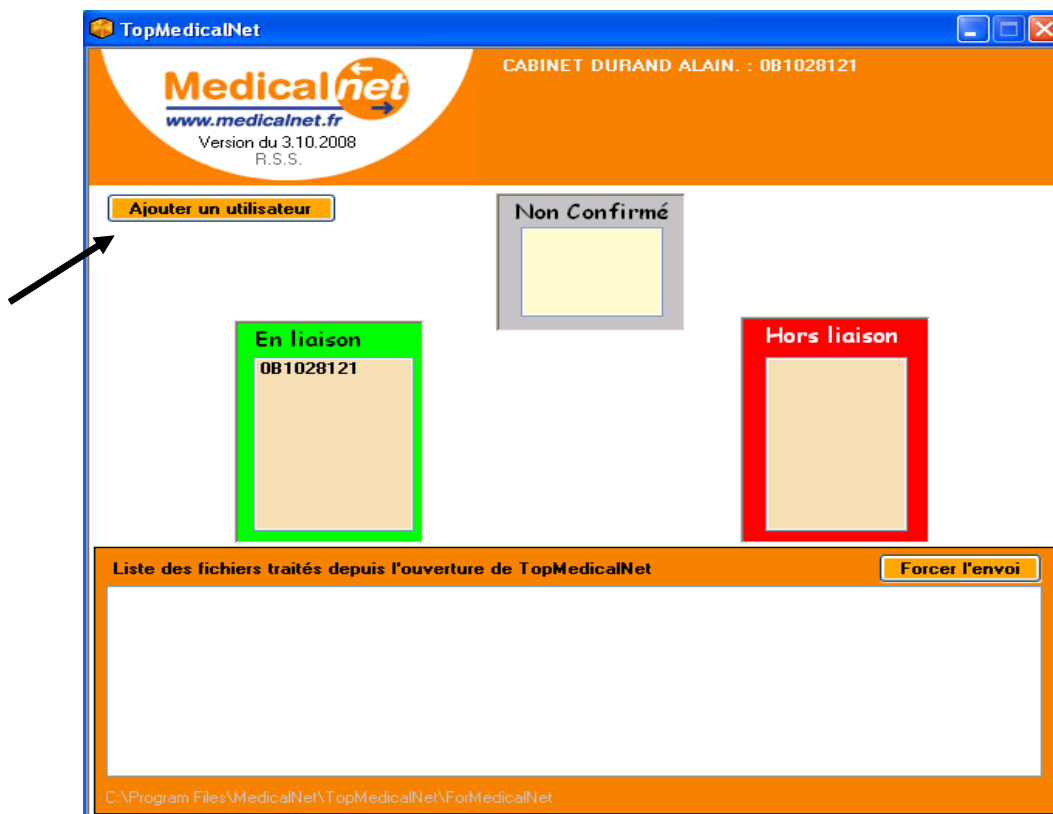 TopMedicalNet
CABINET DURAND ALAIN. : 0B1028121
Medicalnet
www.medicalnet.fr
Version du 3.10.2008
R.S.S.
Ajouter un utilisateur
Non Confirmé
En liaison
0B1028121
Hors liaison
Liste des fichiers traités depuis l'ouverture de TopMedicalNet
Forcer l'envoi
C:\Program Files\MedicalNet\TopMedicalNet\ForMedicalNet